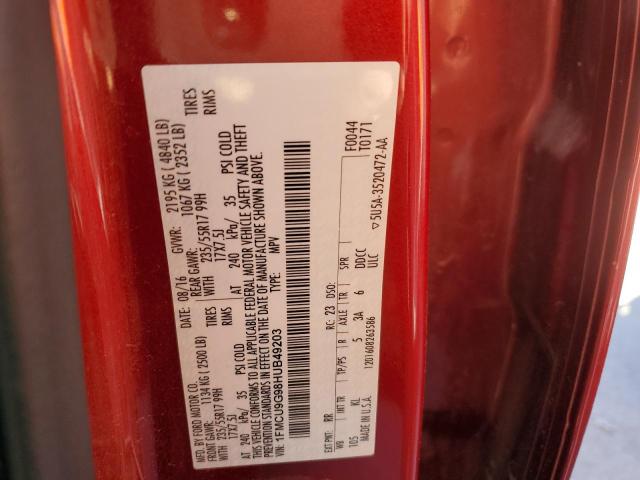 MFD. BY FORD MOTOR CO.
DATE: 08/16 GVWR: 2195 KG ( 4840 LB)
FRONT GAWR: 1134 KG ( 2500 LB) REAR GAWR: 1067 KG ( 2352 LB)
WITH 235/55R17 99H TIRES WITH 235/55R17 99H TIRES
17X7.5J RIMS 17X7.5J RIMS
AT 240 kPa/ 35 PSI COLD AT 240 kPa/ 35 PSI COLD
THIS VEHICLE CONFORMS TO ALL APPLICABLE FEDERAL MOTOR VEHICLE SAFETY AND THEFT
PREVENTION STANDARDS IN EFFECT ON THE DATE OF MANUFACTURE SHOWN ABOVE.
VIN: 1FMCU9G98HUB49203
TYPE: MPV
F0044
T0171
EXT PNT: RR RC: 23 DSO:
WB INT TR TP/PS R AXLE TR SPR
105 KL 5 3A 6 DDCC
▽5U5A-3520472-AA
MADE IN U.S.A. ULC
1201608263586